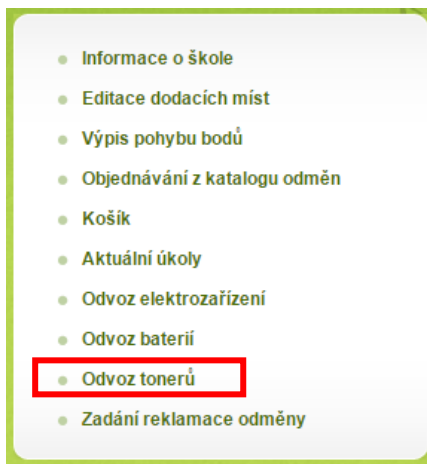 Informace o škole
Editace dodacích míst
Výpis pohybu bodů
Objednávání z katalogu odměn
Košík
Aktuální úkoly
Odvoz elektrozařízení
Odvoz baterií
Odvoz tonerů
Zadání reklamace odměny